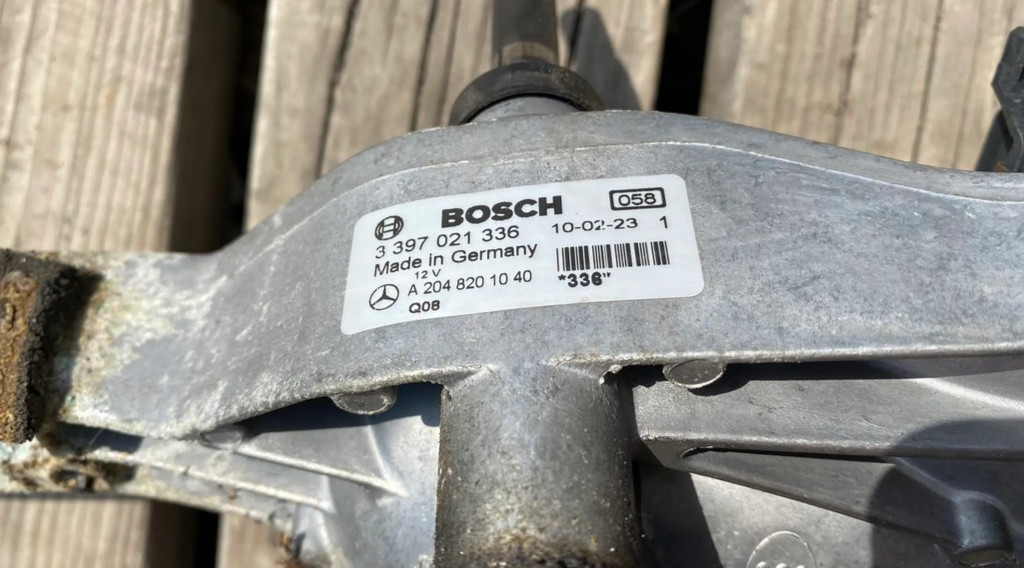 BOSCH 058
3 397 021 336 10-02-23 1
Made in Germany
12 V
A 204 820 10 40 *336"
Q08